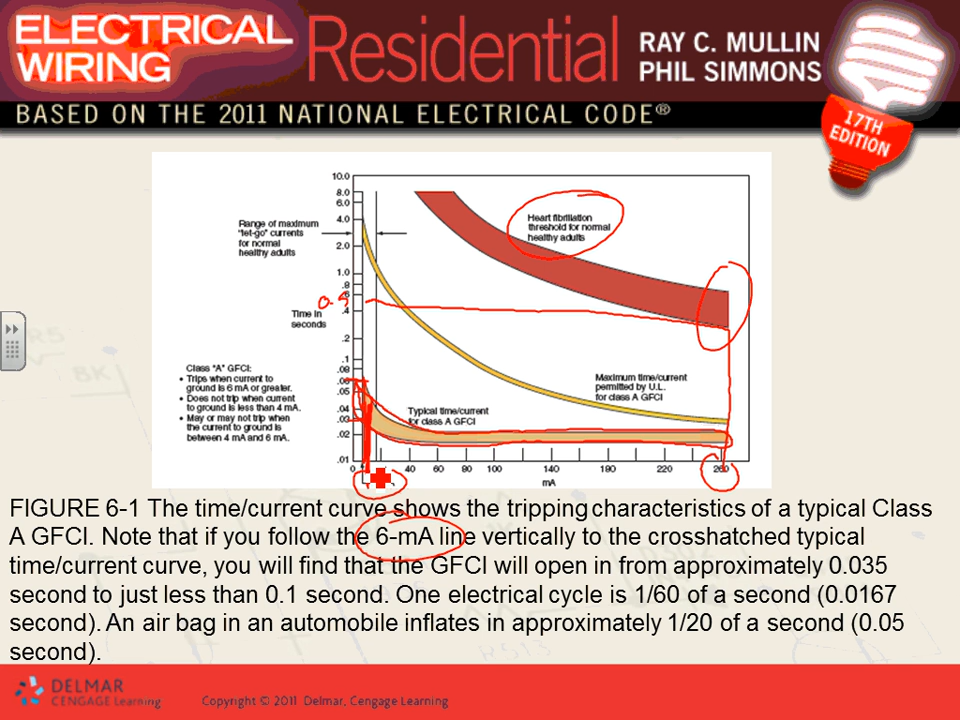 ELECTRICAL
WIRING
Residential
RAY C. MULLIN
PHIL SIMMONS
BASED ON THE 2011 NATIONAL ELECTRICAL CODE®
17TH
EDITION
10.0
8.0
6.0
4.0
2.0
1.0
.8
.6
.4
.2
.1
.08
.06
.05
.04
.03
.02
.01
Range of maximum
"let-go" currents
for normal
healthy adults
Heart fibrillation
threshold for normal
healthy adults
0.5
Time in
seconds
Class "A" GFCI:
• Trips when current to
ground is 6 mA or greater.
• Does not trip when current
to ground is less than 4 mA.
• May or may not trip when
the current to ground is
between 4 mA and 6 mA.
Typical time/current
for class A GFCI
Maximum time/current
permitted by U.L.
for class A GFCI
0 40 60 80 100 140 180 220 260
mA
FIGURE 6-1 The time/current curve shows the tripping characteristics of a typical Class
A GFCI. Note that if you follow the 6-mA line vertically to the crosshatched typical
time/current curve, you will find that the GFCI will open in from approximately 0.035
second to just less than 0.1 second. One electrical cycle is 1/60 of a second (0.0167
second). An air bag in an automobile inflates in approximately 1/20 of a second (0.05
second).
DELMAR
CENGAGE Learning
Copyright © 2011 Delmar, Cengage Learning